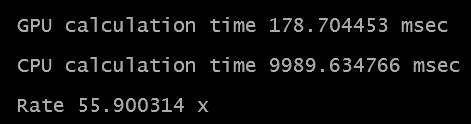 GPU calculation time 178.704453 msec
CPU calculation time 9989.634766 msec
Rate 55.900314 x